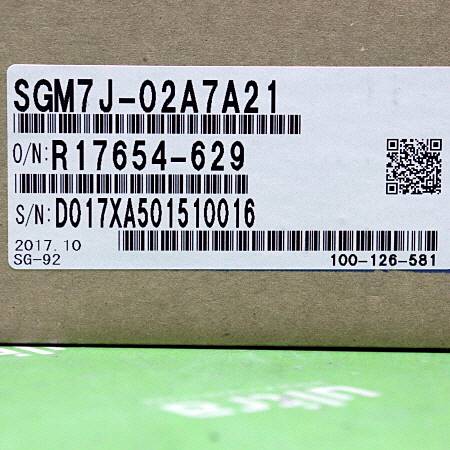 SGM7J-02A7A21
O/N: R17654-629
S/N: D017XA501510016
2017.10
SG-92
100-126-581